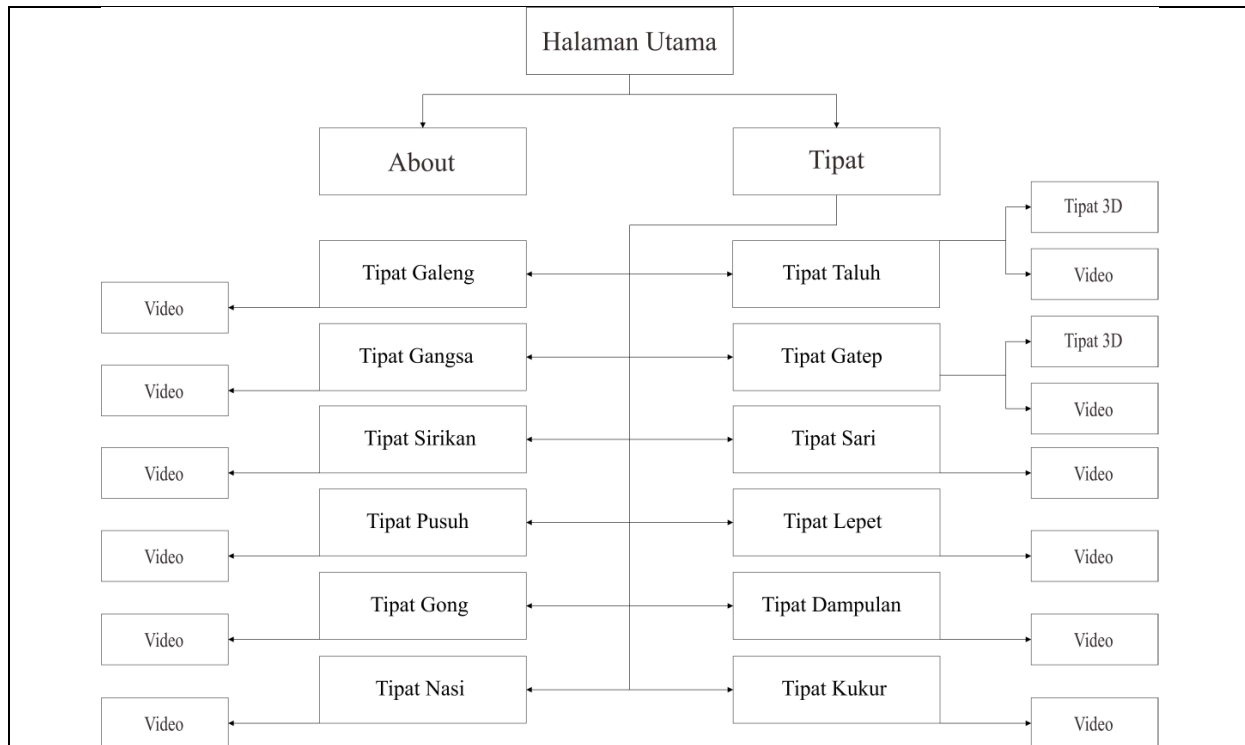 Halaman Utama
About
Tipat
Tipat 3D
Tipat Galeng
Tipat Taluh
Video
Video
Tipat 3D
Tipat Gangsa
Tipat Gatep
Video
Video
Tipat Sirikan
Tipat Sari
Video
Video
Tipat Pusuh
Tipat Lepet
Video
Video
Tipat Gong
Tipat Dampulan
Video
Video
Tipat Nasi
Tipat Kukur
Video
Video